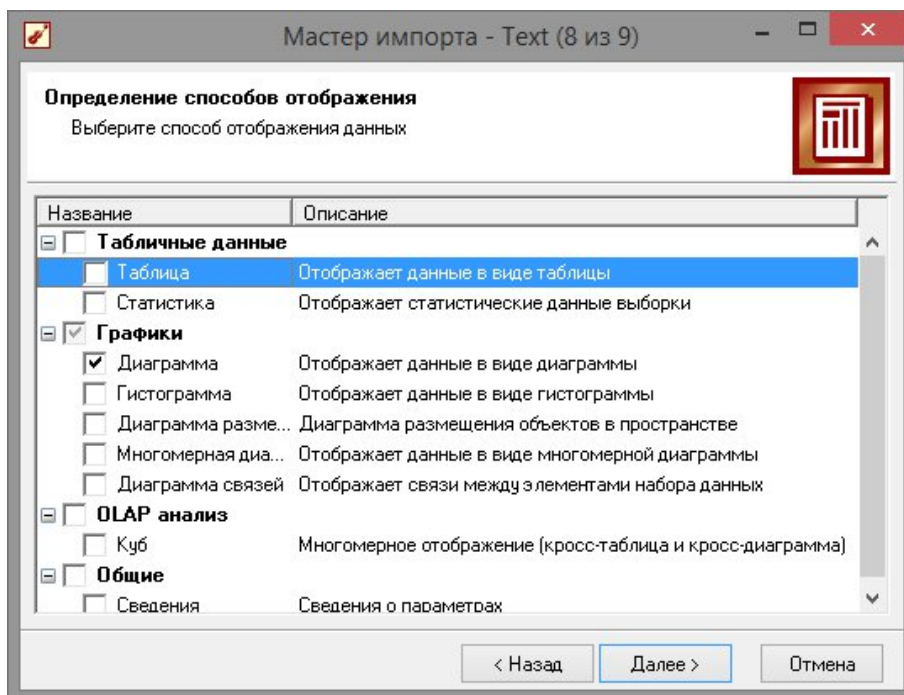 Мастер импорта - Text (8 из 9)
Определение способов отображения
Выберите способ отображения данных
Название Описание
Табличные данные
Таблица Отображает данные в виде таблицы
Статистика Отображает статистические данные выборки
Графики
Диаграмма Отображает данные в виде диаграммы
Гистограмма Отображает данные в виде гистограммы
Диаграмма разме... Диаграмма размещения объектов в пространстве
Многомерная диа... Отображает данные в виде многомерной диаграммы
Диаграмма связей Отображает связи между элементами набора данных
OLAP анализ
Куб Многомерное отображение (кросс-таблица и кросс-диаграмма)
Общие
Сведения Сведения о параметрах
< Назад Далее > Отмена